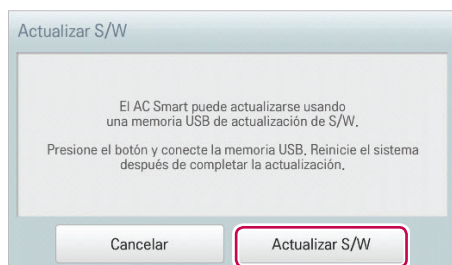 Actualizar S/W
El AC Smart puede actualizarse usando
una memoria USB de actualización de S/W.
Presione el botón y conecte la memoria USB. Reinicie el sistema
después de completar la actualización.
Cancelar
Actualizar S/W